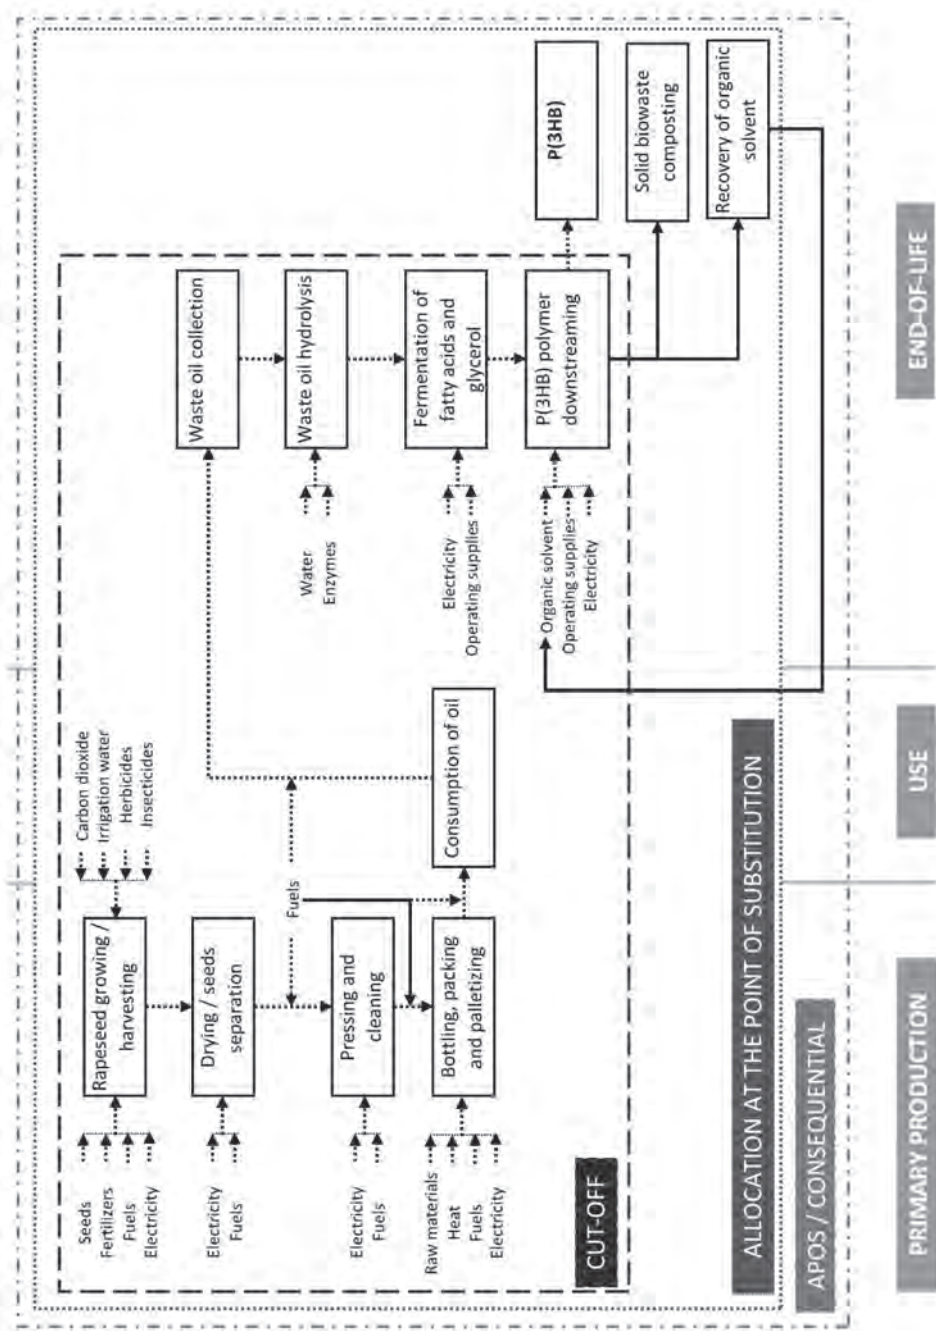 Seeds
Fertilizers
Fuels
Electricity
Rapeseed growing /
harvesting
Carbon dioxide
Irrigation water
Herbicides
Insecticides
Electricity
Fuels
Drying / seeds
separation
Fuels
Electricity
Fuels
Pressing and
cleaning
Raw materials
Heat
Fuels
Electricity
Bottling, packing
and palletizing
Consumption of oil
Waste oil collection
Water
Enzymes
Waste oil hydrolysis
Electricity
Operating supplies
Fermentation of
fatty acids and
glycerol
Organic solvent
Operating supplies
Electricity
P(3HB) polymer
downstreaming
P(3HB)
Solid biowaste
composting
Recovery of organic
solvent
CUT-OFF
ALLOCATION AT THE POINT OF SUBSTITUTION
APOS / CONSEQUENTIAL
PRIMARY PRODUCTION
USE
END-OF-LIFE